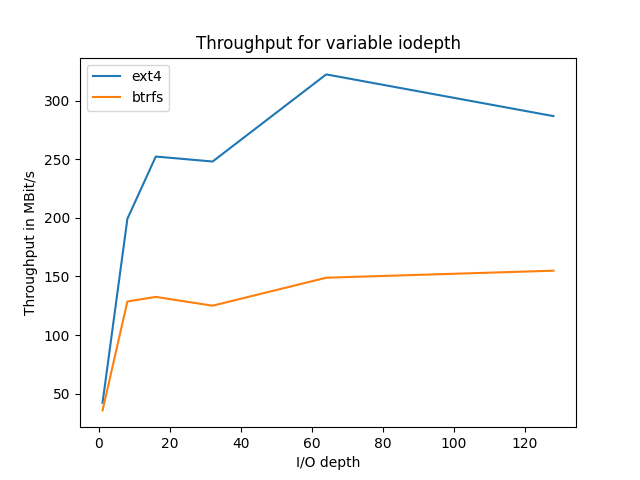 Throughput for variable iodepth
ext4
btrfs
Throughput in MBit/s
300
250
200
150
100
50
0 20 40 60 80 100 120
I/O depth